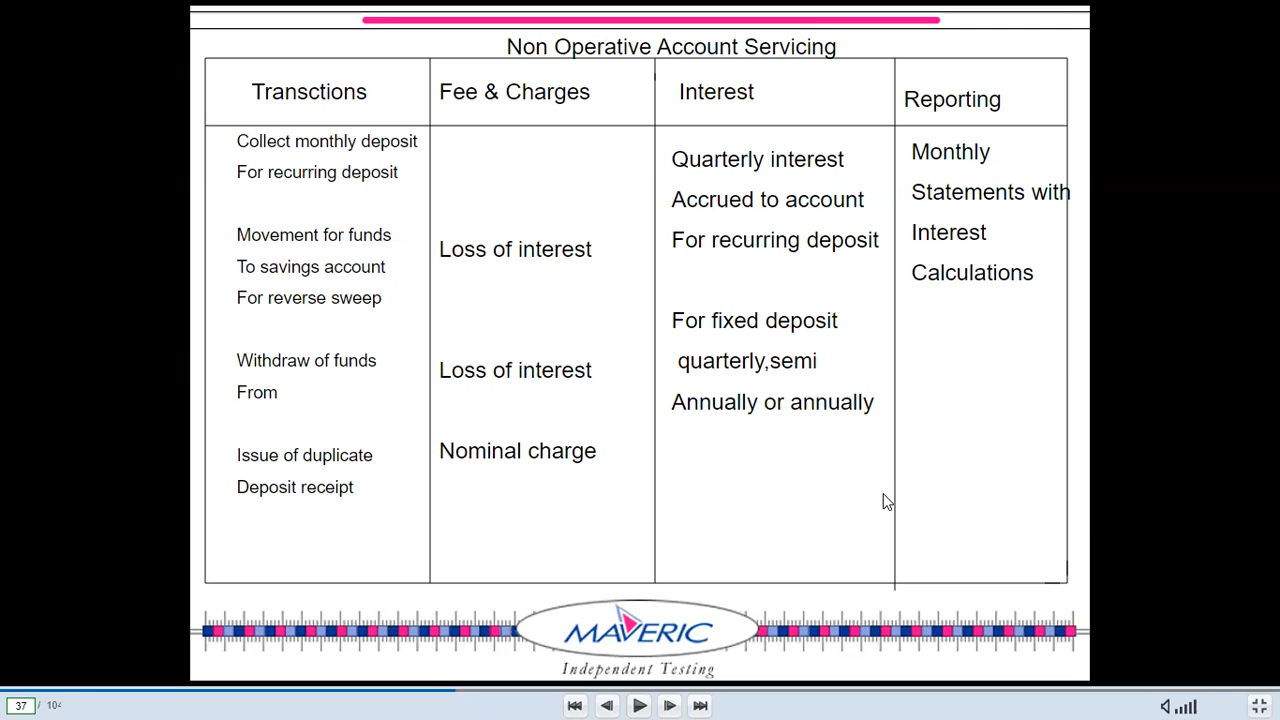 Non Operative Account Servicing
Transctions
Fee & Charges
Interest
Reporting
Collect monthly deposit
For recurring deposit
Movement for funds
To savings account
For reverse sweep
Withdraw of funds
From
Issue of duplicate
Deposit receipt
Loss of interest
Loss of interest
Nominal charge
Quarterly interest
Accrued to account
For recurring deposit
For fixed deposit
quarterly,semi
Annually or annually
Monthly
Statements with
Interest
Calculations
MAVERIC
Independent Testing
37 / 104